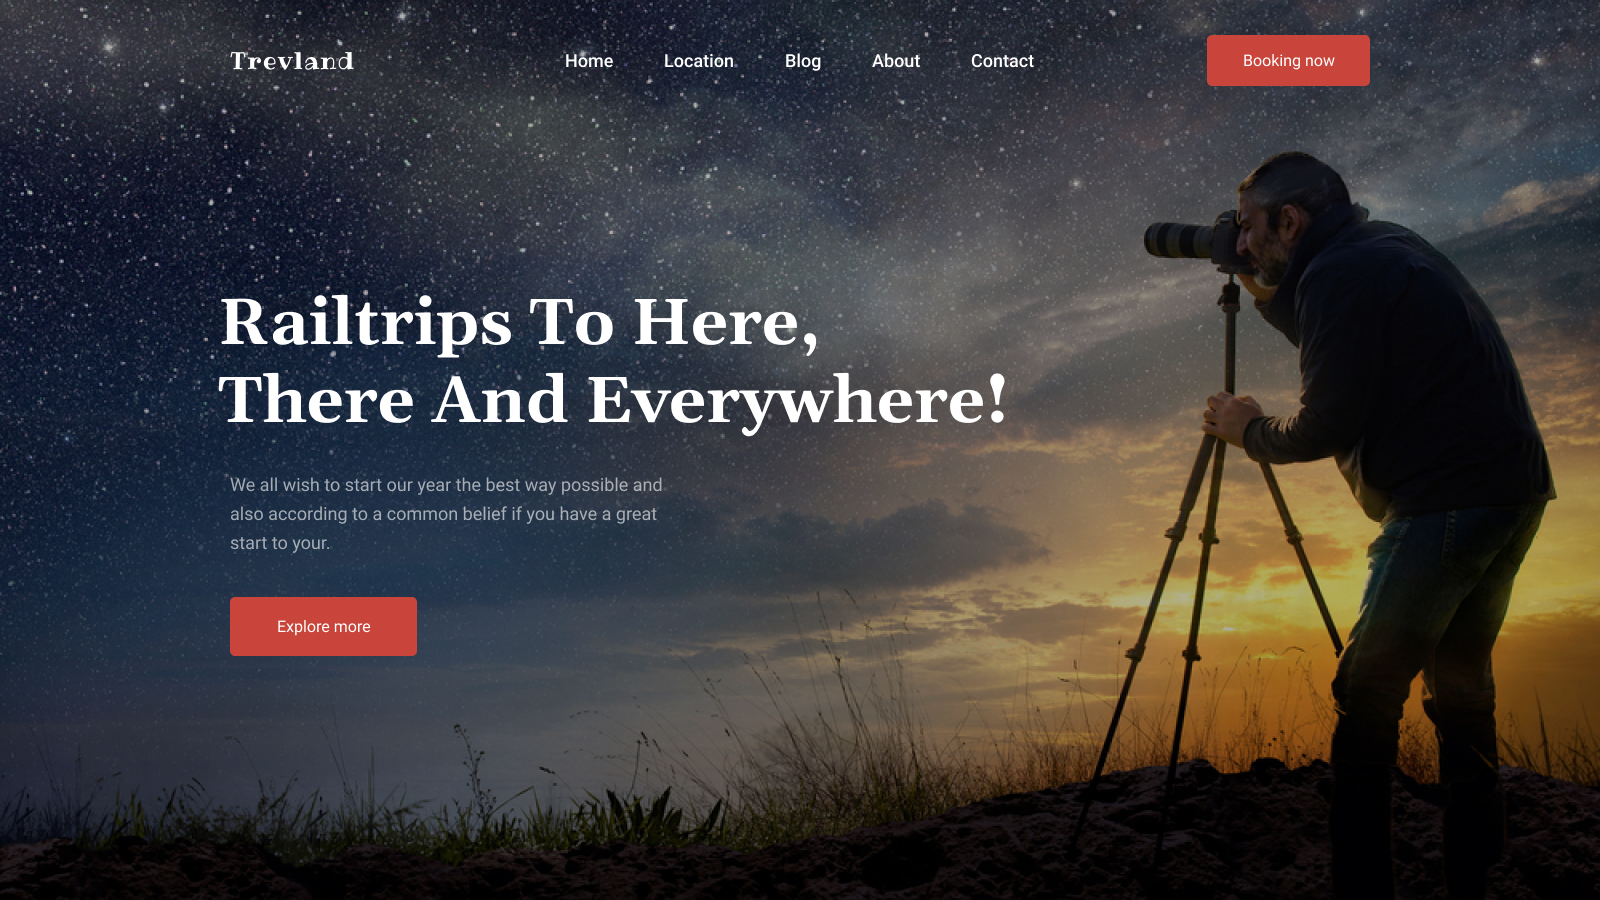 Trevland
Home Location Blog About Contact
Booking now
Railtrips To Here,
There And Everywhere!
We all wish to start our year the best way possible and
also according to a common belief if you have a great
start to your.
Explore more